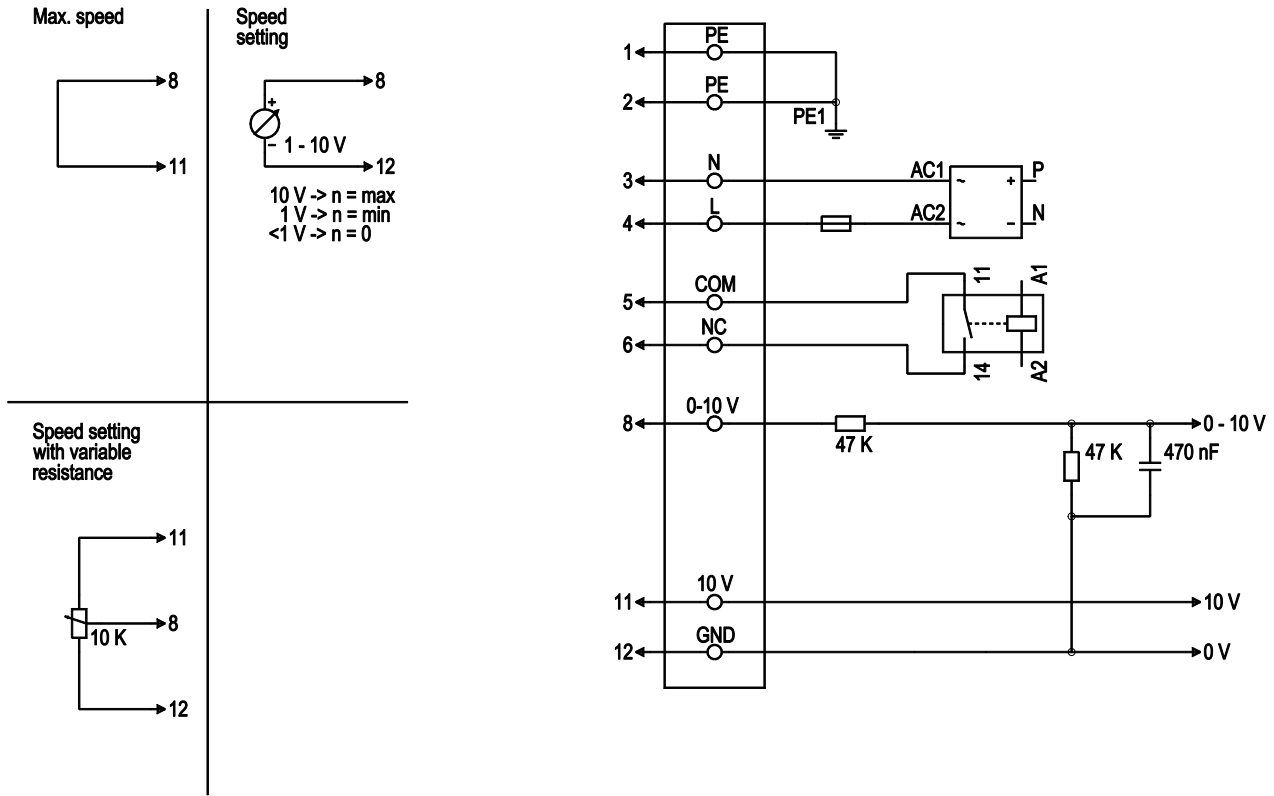 Max. speed
8
11
Speed
setting
8
+
–
1 - 10 V
12
10 V -> n = max
1 V -> n = min
<1 V -> n = 0
Speed setting
with variable
resistance
11
8
10 K
12
PE
1
PE
2
PE1
N
3
AC1
~
+
P
L
4
AC2
~
–
N
COM
5
11
A1
NC
6
14
A2
0-10 V
8
47 K
0 - 10 V
47 K
470 nF
10 V
11
10 V
GND
12
0 V